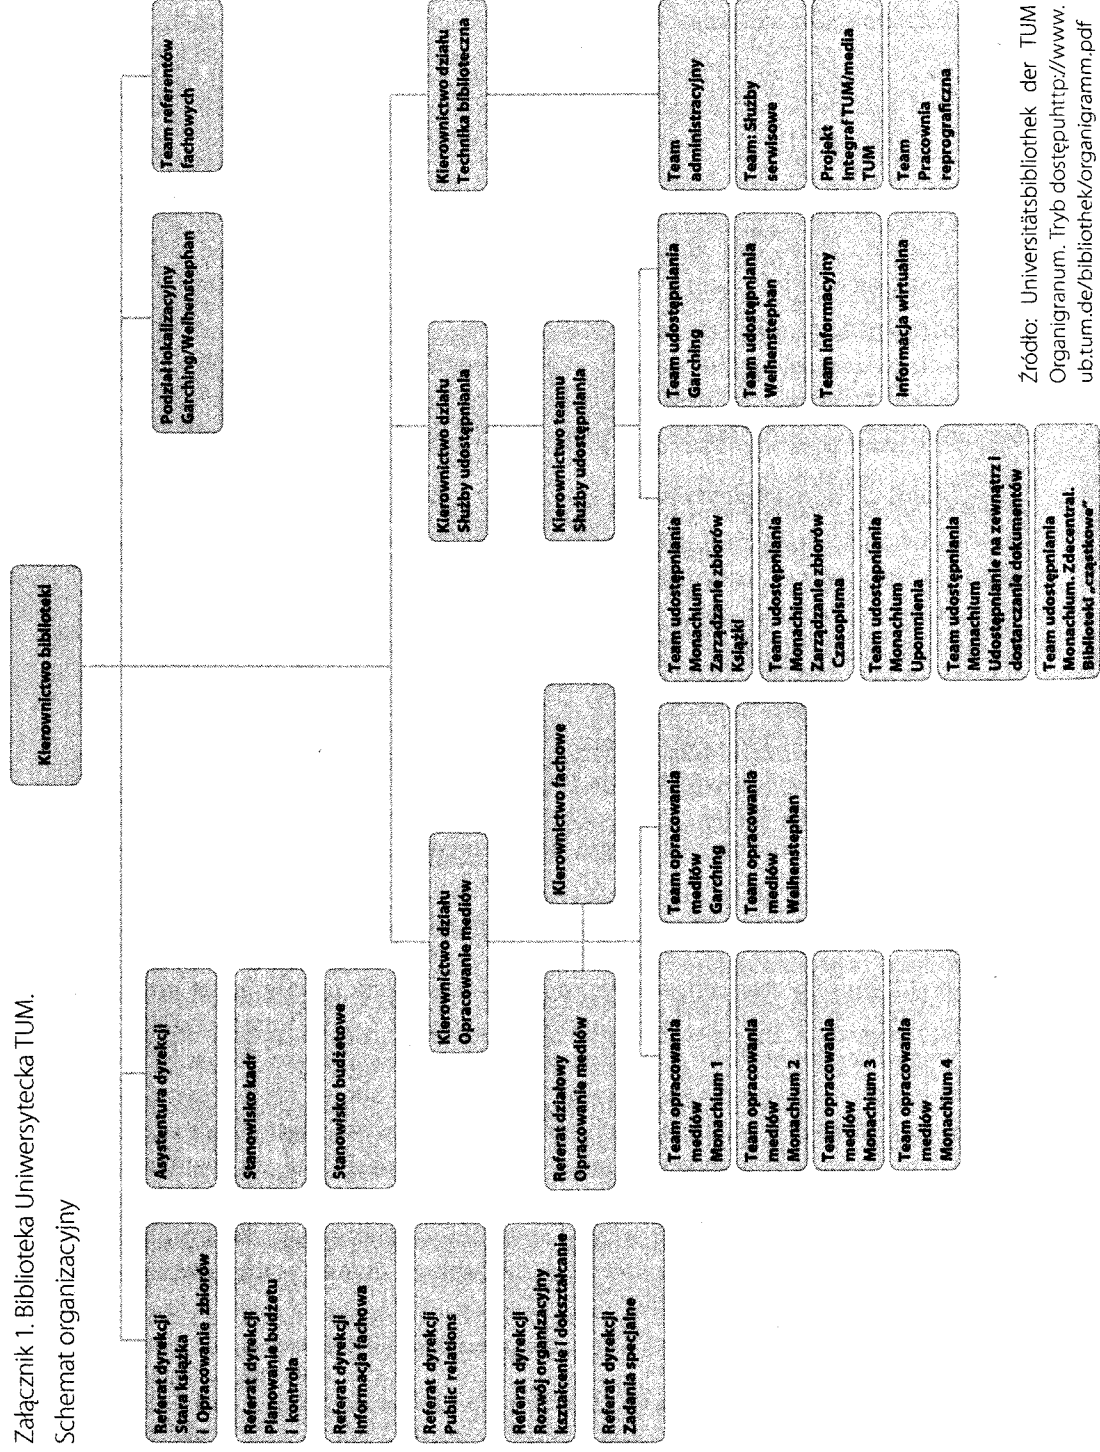 Załącznik 1. Biblioteka Uniwersytecka TUM.
Schemat organizacyjny
Kierownictwo biblioteki
Referat dyrekcji
Stara książka
i Opracowanie zbiorów
Referat dyrekcji
Planowanie budżetu
i kontrola
Referat dyrekcji
Informacja fachowa
Referat dyrekcji
Public relations
Referat dyrekcji
Rozwój organizacyjny
kształcenie i dokształcanie
Referat dyrekcji
Zadania specjalne
Asystentura dyrekcji
Stanowisko kadr
Stanowisko budżetowe
Podział lokalizacyjny
Garching/Weihenstephan
Team referentów
fachowych
Kierownictwo działu
Opracowanie mediów
Referat działowy
Opracowanie mediów
Kierownictwo fachowe
Team opracowania
mediów
Monachium 1
Team opracowania
mediów
Monachium 2
Team opracowania
mediów
Monachium 3
Team opracowania
mediów
Monachium 4
Team opracowania
mediów
Garching
Team opracowania
mediów
Weihenstephan
Kierownictwo działu
Służby udostępniania
Kierownictwo teamu
Służby udostępniania
Team udostępniania
Monachium
Zarządzanie zbiorów
Książki
Team udostępniania
Monachium
Zarządzanie zbiorów
Czasopisma
Team udostępniania
Monachium
Upomnienia
Team udostępniania
Monachium
Udostępnianie na zewnątrz i
dostarczanie dokumentów
Team udostępniania
Monachium. Zdecentral.
Biblioteki „cząstkowe”
Team udostępniania
Garching
Team udostępniania
Weihenstephan
Team informacyjny
Informacja wirtualna
Kierownictwo działu
Technika biblioteczna
Team
administracyjny
Team: Służby
serwisowe
Projekt
Integraf TUM/media
TUM
Team
Pracownia
reprograficzna
Źródło: Universitätsbibliothek der TUM
Organigranum. Tryb dostępuhttp://www.
ub.tum.de/bibliothek/organigramm.pdf